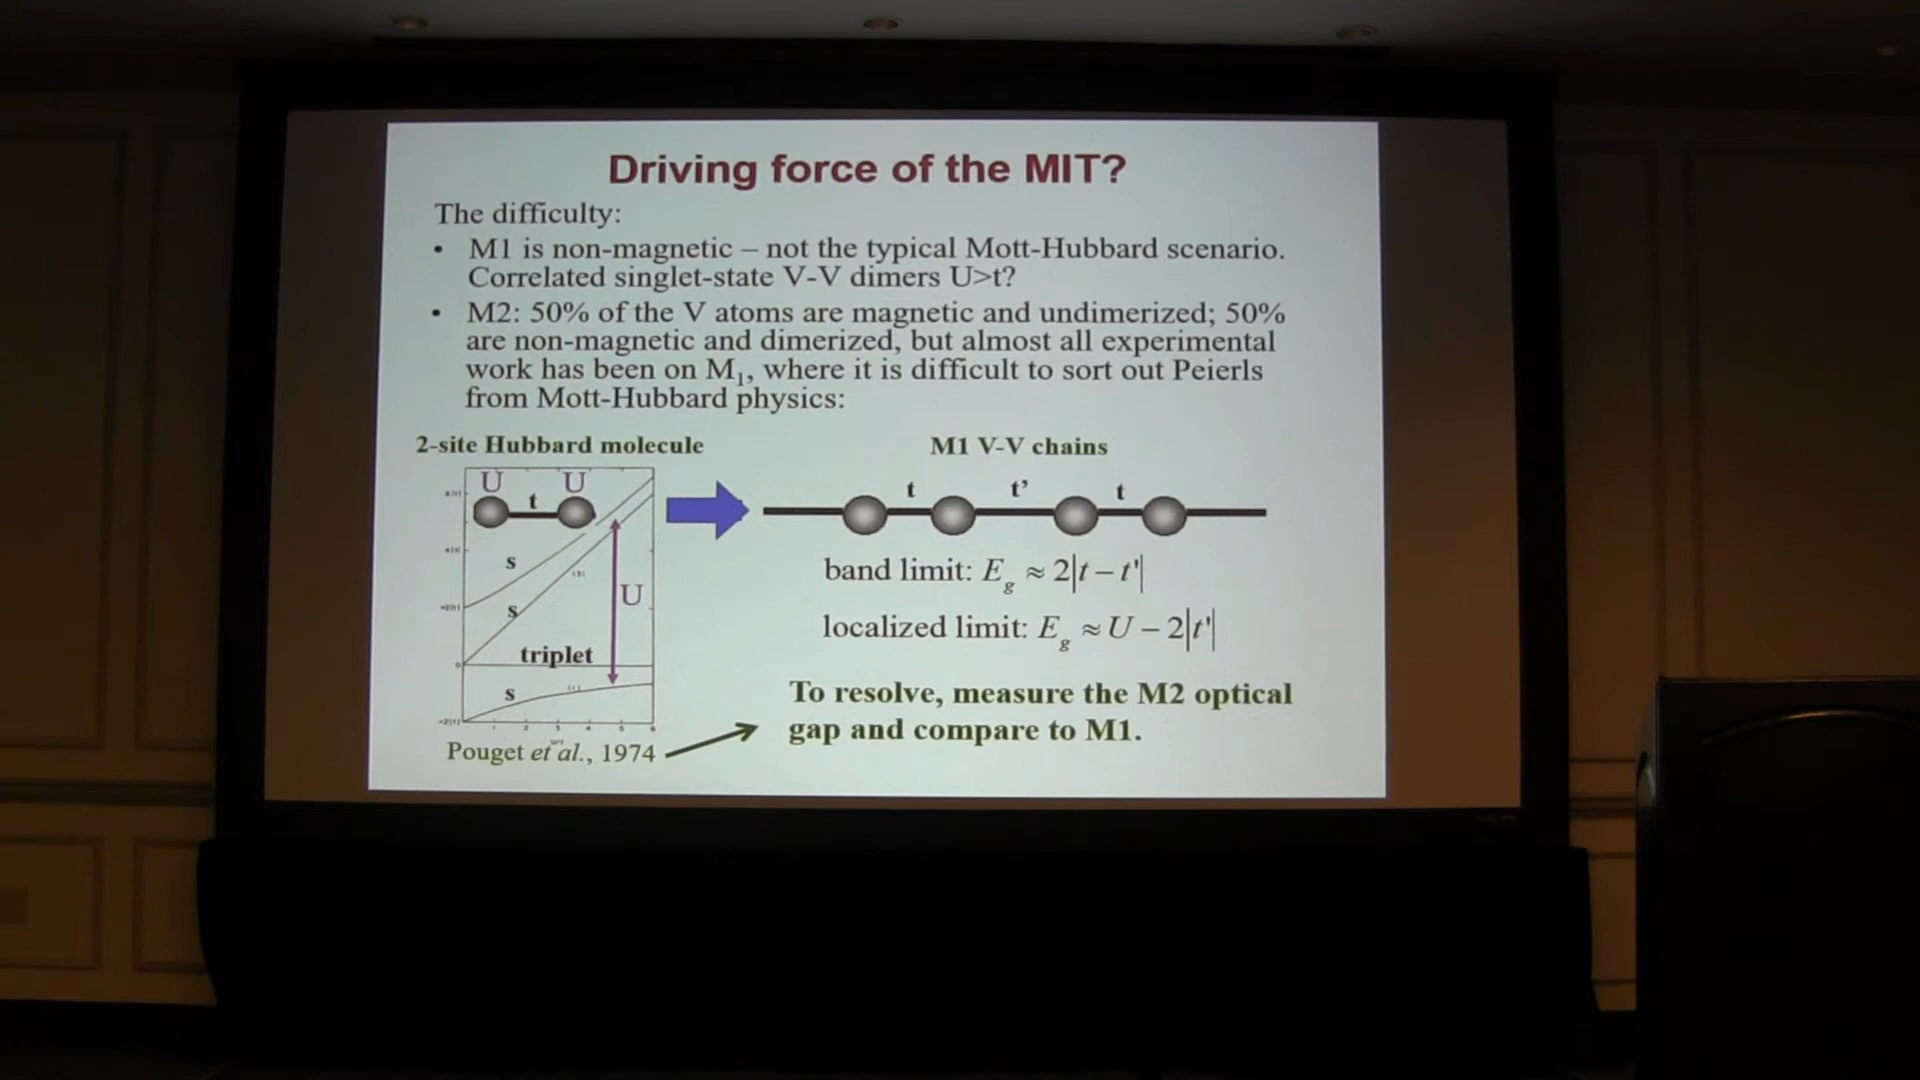 Driving force of the MIT?
The difficulty:
• M1 is non-magnetic – not the typical Mott-Hubbard scenario.
Correlated singlet-state V-V dimers U>t?
• M2: 50% of the V atoms are magnetic and undimerized; 50%
are non-magnetic and dimerized, but almost all experimental
work has been on M₁, where it is difficult to sort out Peierls
from Mott-Hubbard physics:
2-site Hubbard molecule
U U
t
s
s
U
triplet
s
Pouget et al., 1974
M1 V-V chains
t t' t
band limit: E_g ≈ 2|t – t'|
localized limit: E_g ≈ U – 2|t'|
To resolve, measure the M2 optical
gap and compare to M1.